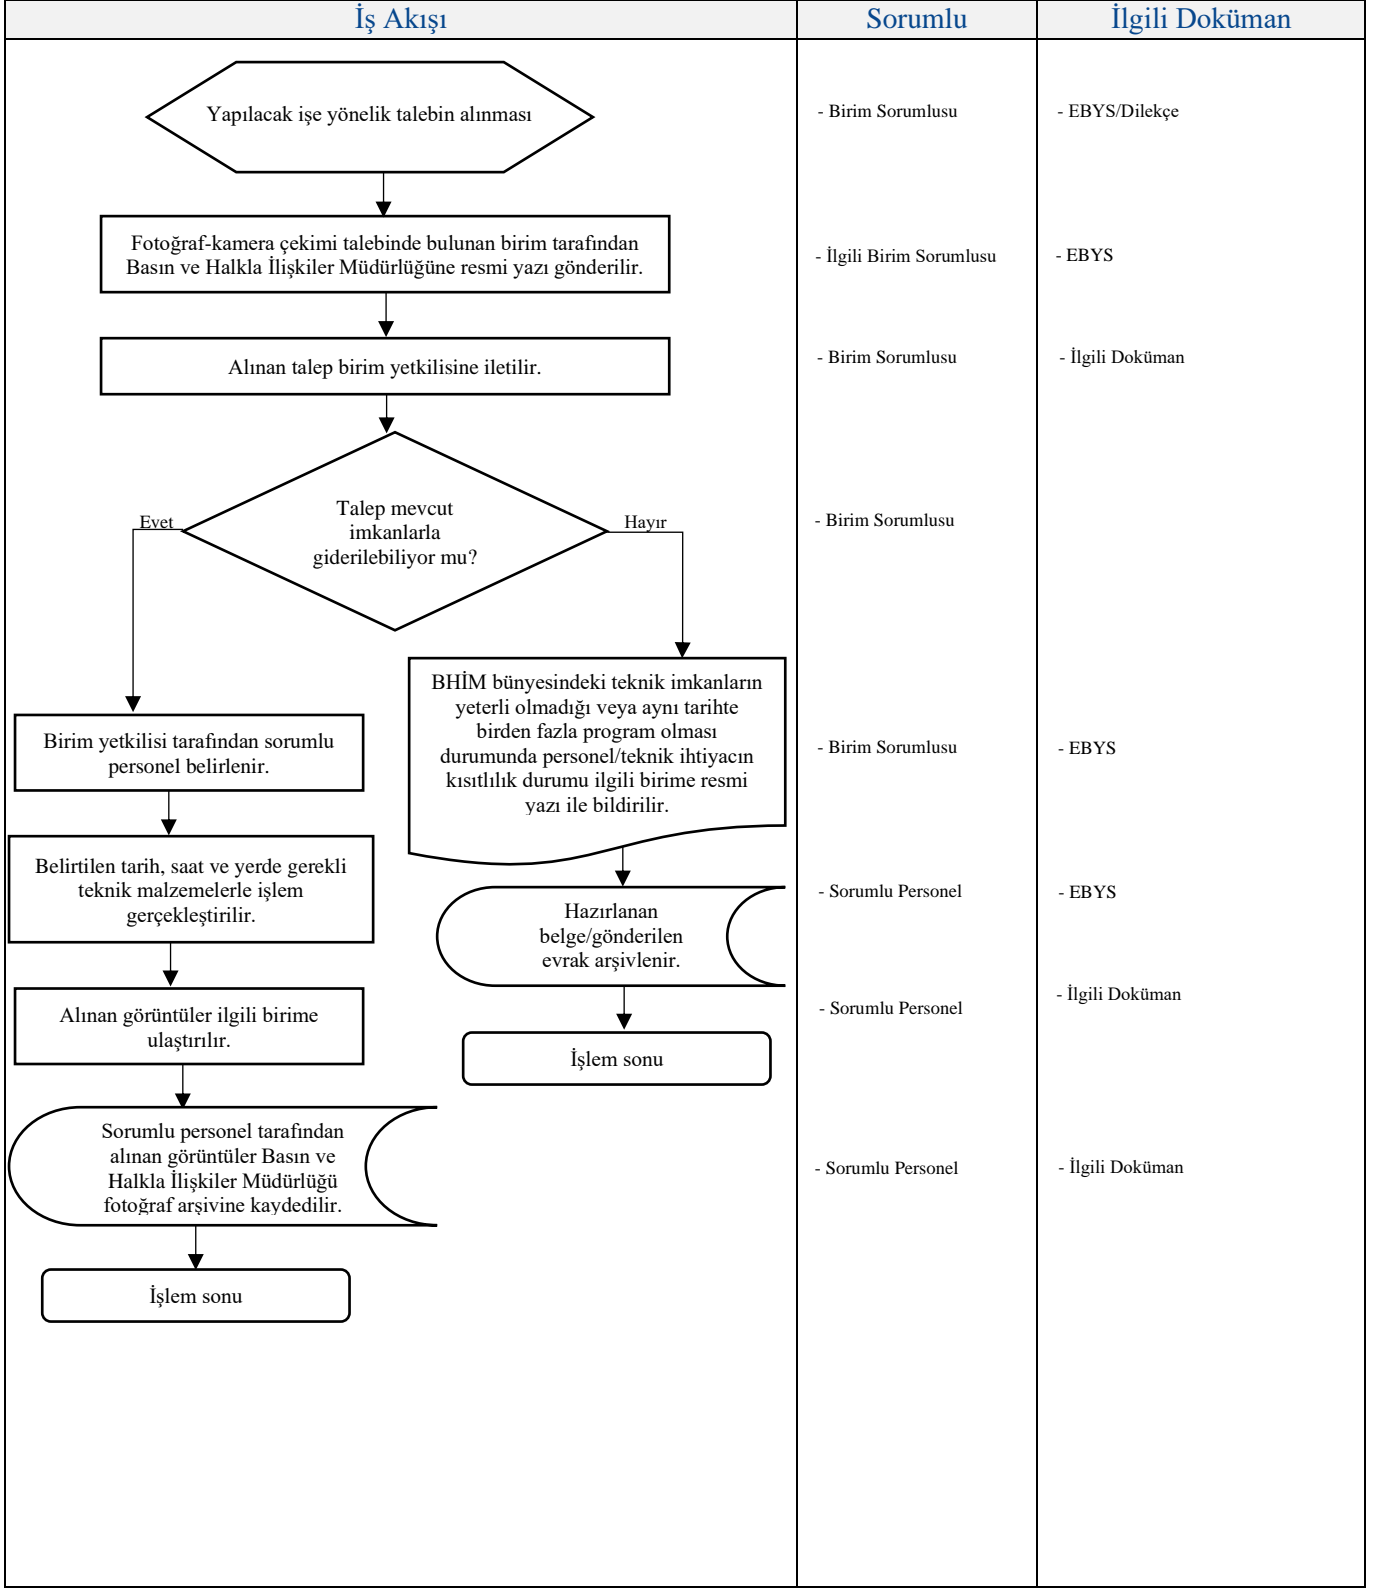 İş Akışı
Sorumlu
İlgili Doküman
Yapılacak işe yönelik talebin alınması
- Birim Sorumlusu
- EBYS/Dilekçe
Fotoğraf-kamera çekimi talebinde bulunan birim tarafından
Basın ve Halkla İlişkiler Müdürlüğüne resmi yazı gönderilir.
- İlgili Birim Sorumlusu
- EBYS
Alınan talep birim yetkilisine iletilir.
- Birim Sorumlusu
- İlgili Doküman
Talep mevcut
imkanlarla
giderilebiliyor mu?
Evet
Hayır
- Birim Sorumlusu
BHİM bünyesindeki teknik imkanların
yeterli olmadığı veya aynı tarihte
birden fazla program olması
durumunda personel/teknik ihtiyacın
kısıtlılık durumu ilgili birime resmi
yazı ile bildirilir.
Birim yetkilisi tarafından sorumlu
personel belirlenir.
- Birim Sorumlusu
- EBYS
Belirtilen tarih, saat ve yerde gerekli
teknik malzemelerle işlem
gerçekleştirilir.
Hazırlanan
belge/gönderilen
evrak arşivlenir.
- Sorumlu Personel
- EBYS
Alınan görüntüler ilgili birime
ulaştırılır.
İşlem sonu
- Sorumlu Personel
- İlgili Doküman
Sorumlu personel tarafından
alınan görüntüler Basın ve
Halkla İlişkiler Müdürlüğü
fotoğraf arşivine kaydedilir.
- Sorumlu Personel
- İlgili Doküman
İşlem sonu